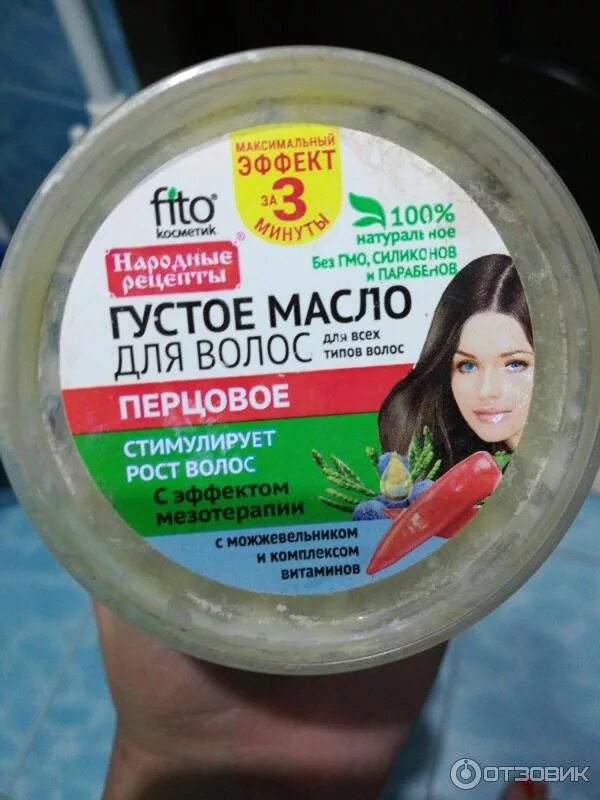 МАКСИМАЛЬНЫЙ
ЭФФЕКТ
ЗА 3
МИНУТЫ
fito®
косметик
100%
натуральное
Без ГМО, СИЛИКОНОВ
и ПАРАБЕНОВ
Народные
рецепты
ГУСТОЕ МАСЛО
ДЛЯ ВОЛОС
для всех
типов волос
ПЕРЦОВОЕ
СТИМУЛИРУЕТ
РОСТ ВОЛОС
С эффектом
мезотерапии
с можжевельником
и комплексом
витаминов
ОТЗОВИК